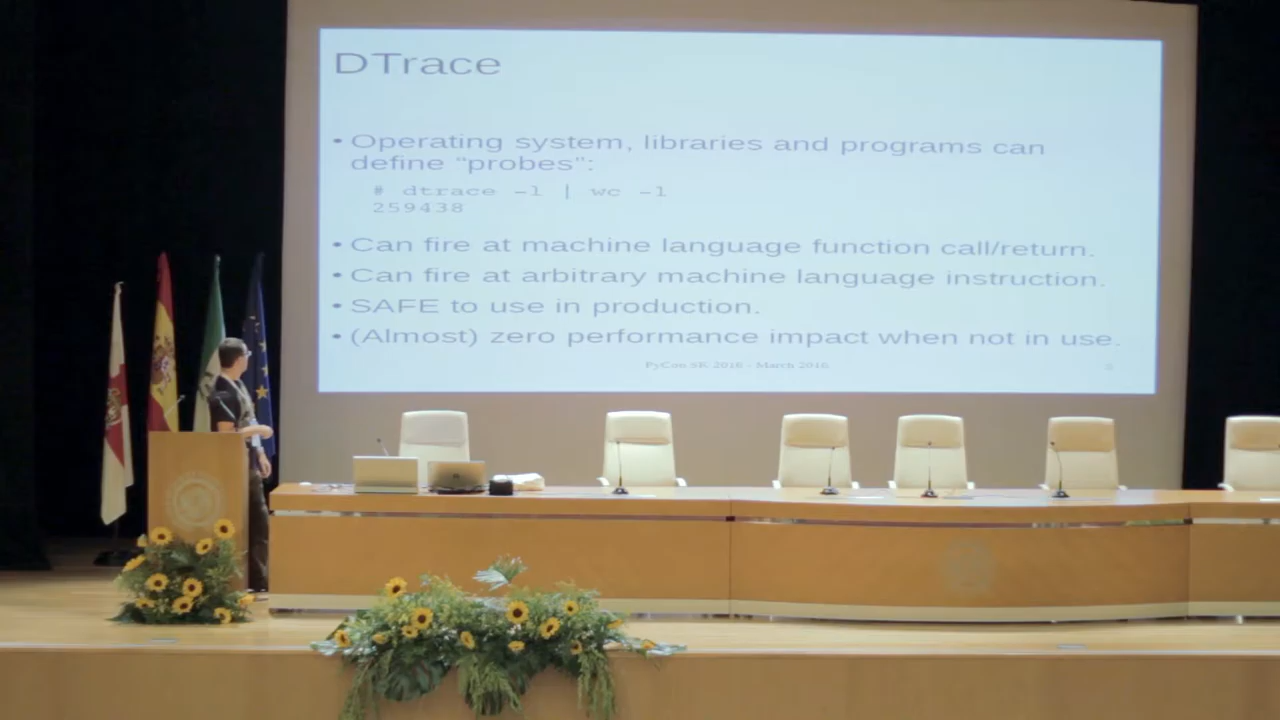 DTrace
• Operating system, libraries and programs can
define “probes”:
# dtrace -l | wc -l
259438
• Can fire at machine language function call/return.
• Can fire at arbitrary machine language instruction.
• SAFE to use in production.
• (Almost) zero performance impact when not in use.
PyCon SK 2016 - March 2016